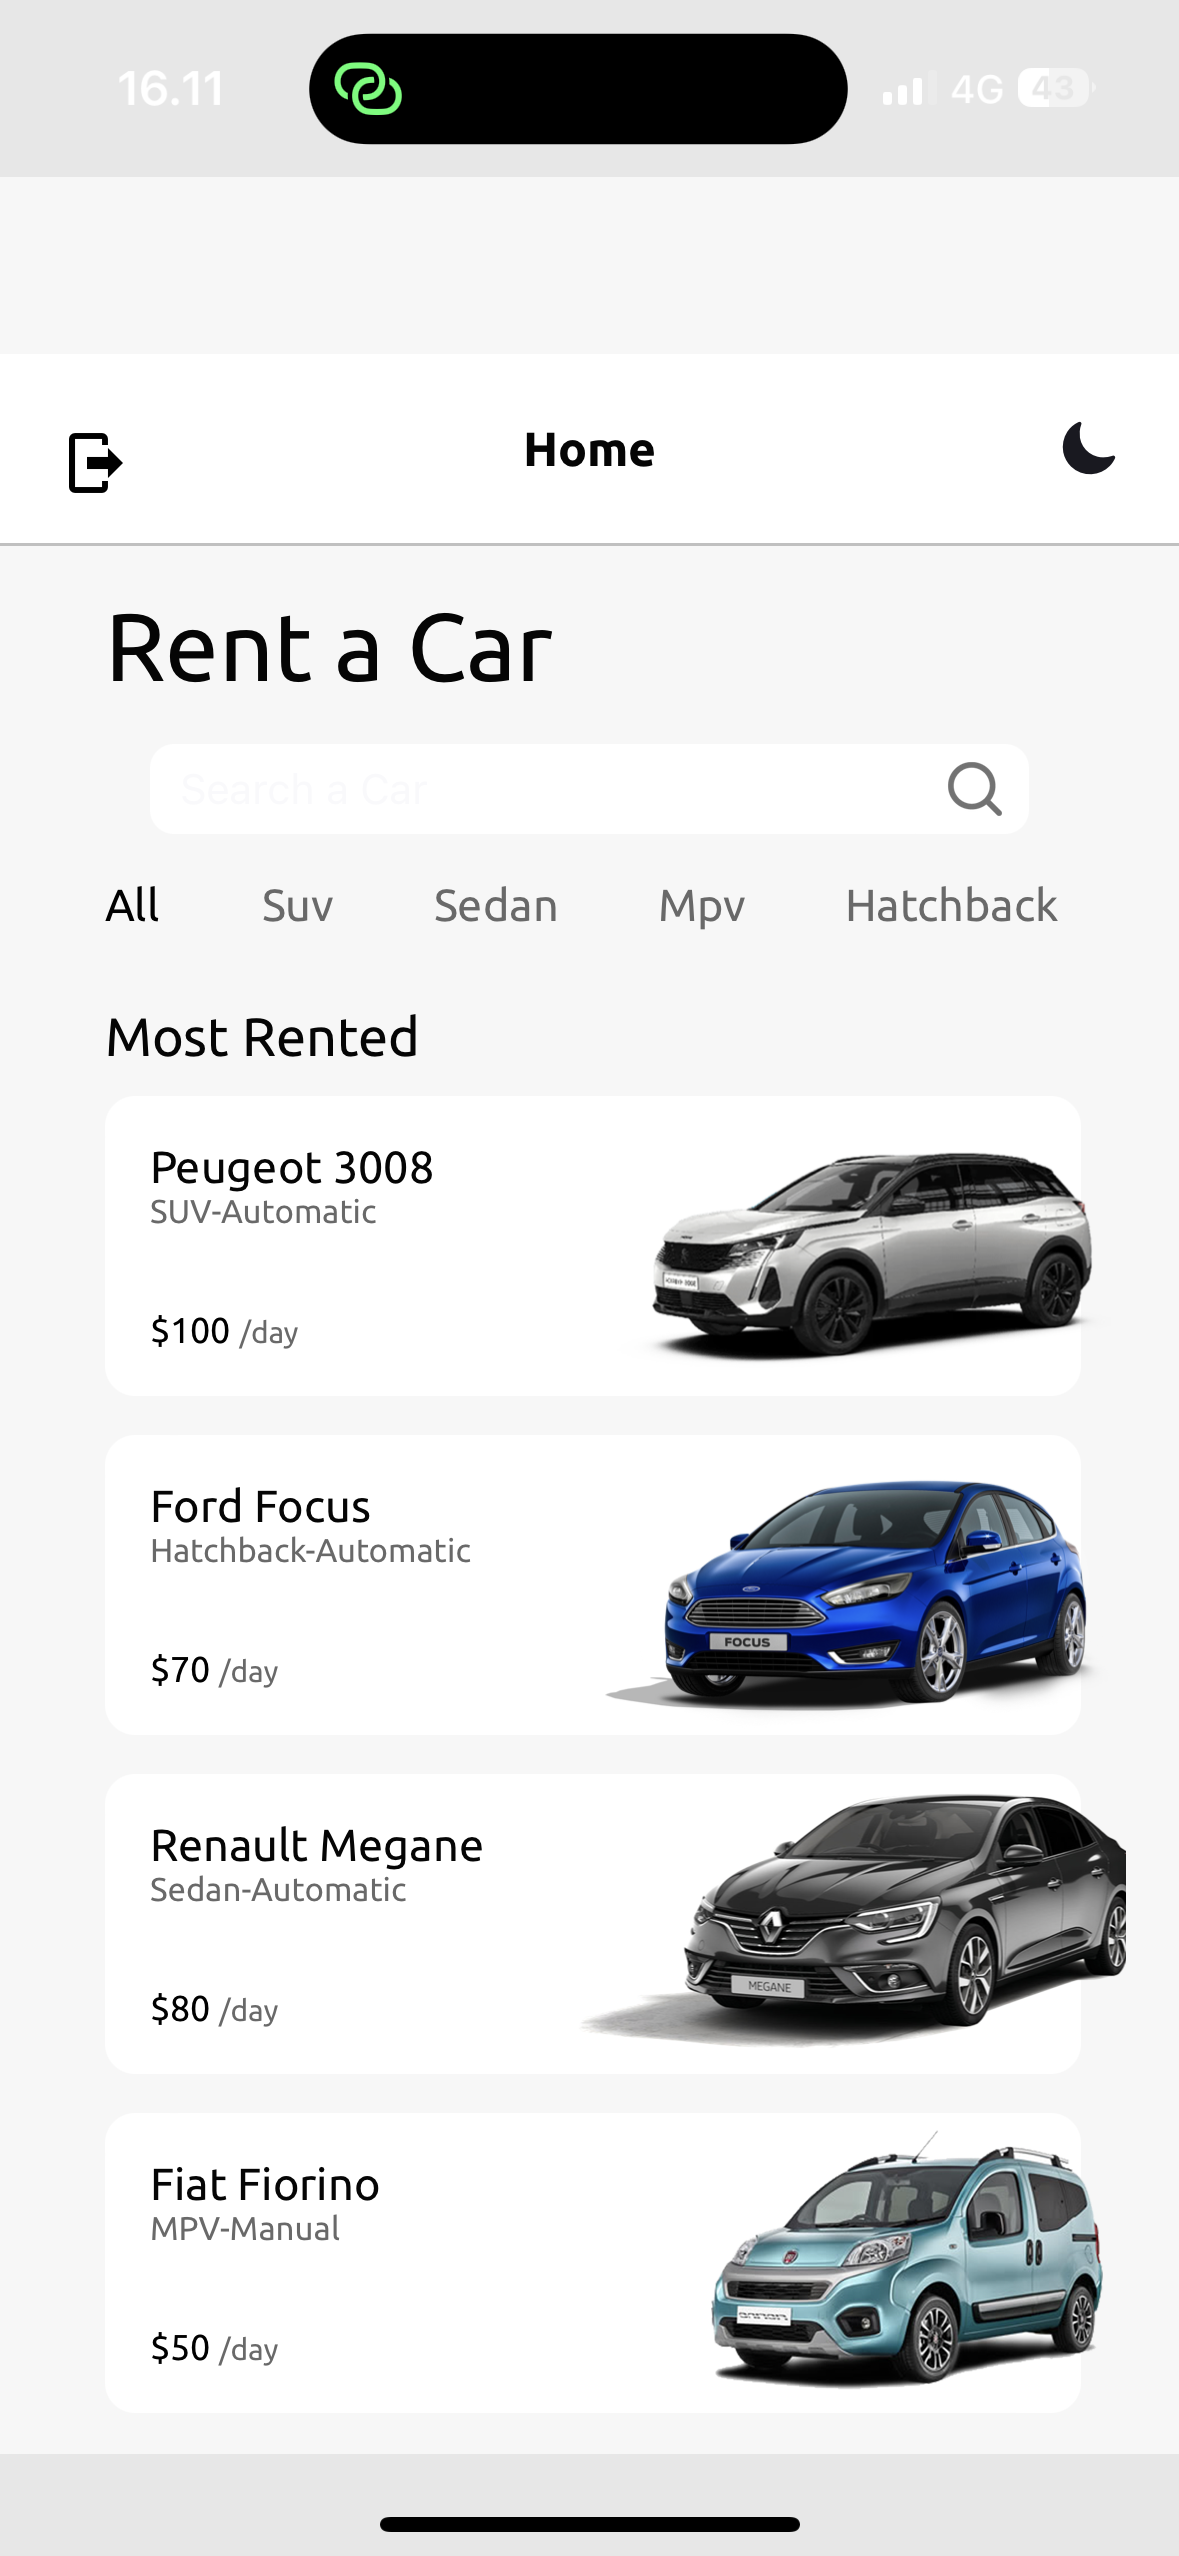 16.11 4G 43
Home
Rent a Car
Search a Car
All Suv Sedan Mpv Hatchback
Most Rented
Peugeot 3008
SUV-Automatic
$100 /day
Ford Focus
Hatchback-Automatic
$70 /day
FOCUS
Renault Megane
Sedan-Automatic
$80 /day
MEGANE
Fiat Fiorino
MPV-Manual
$50 /day